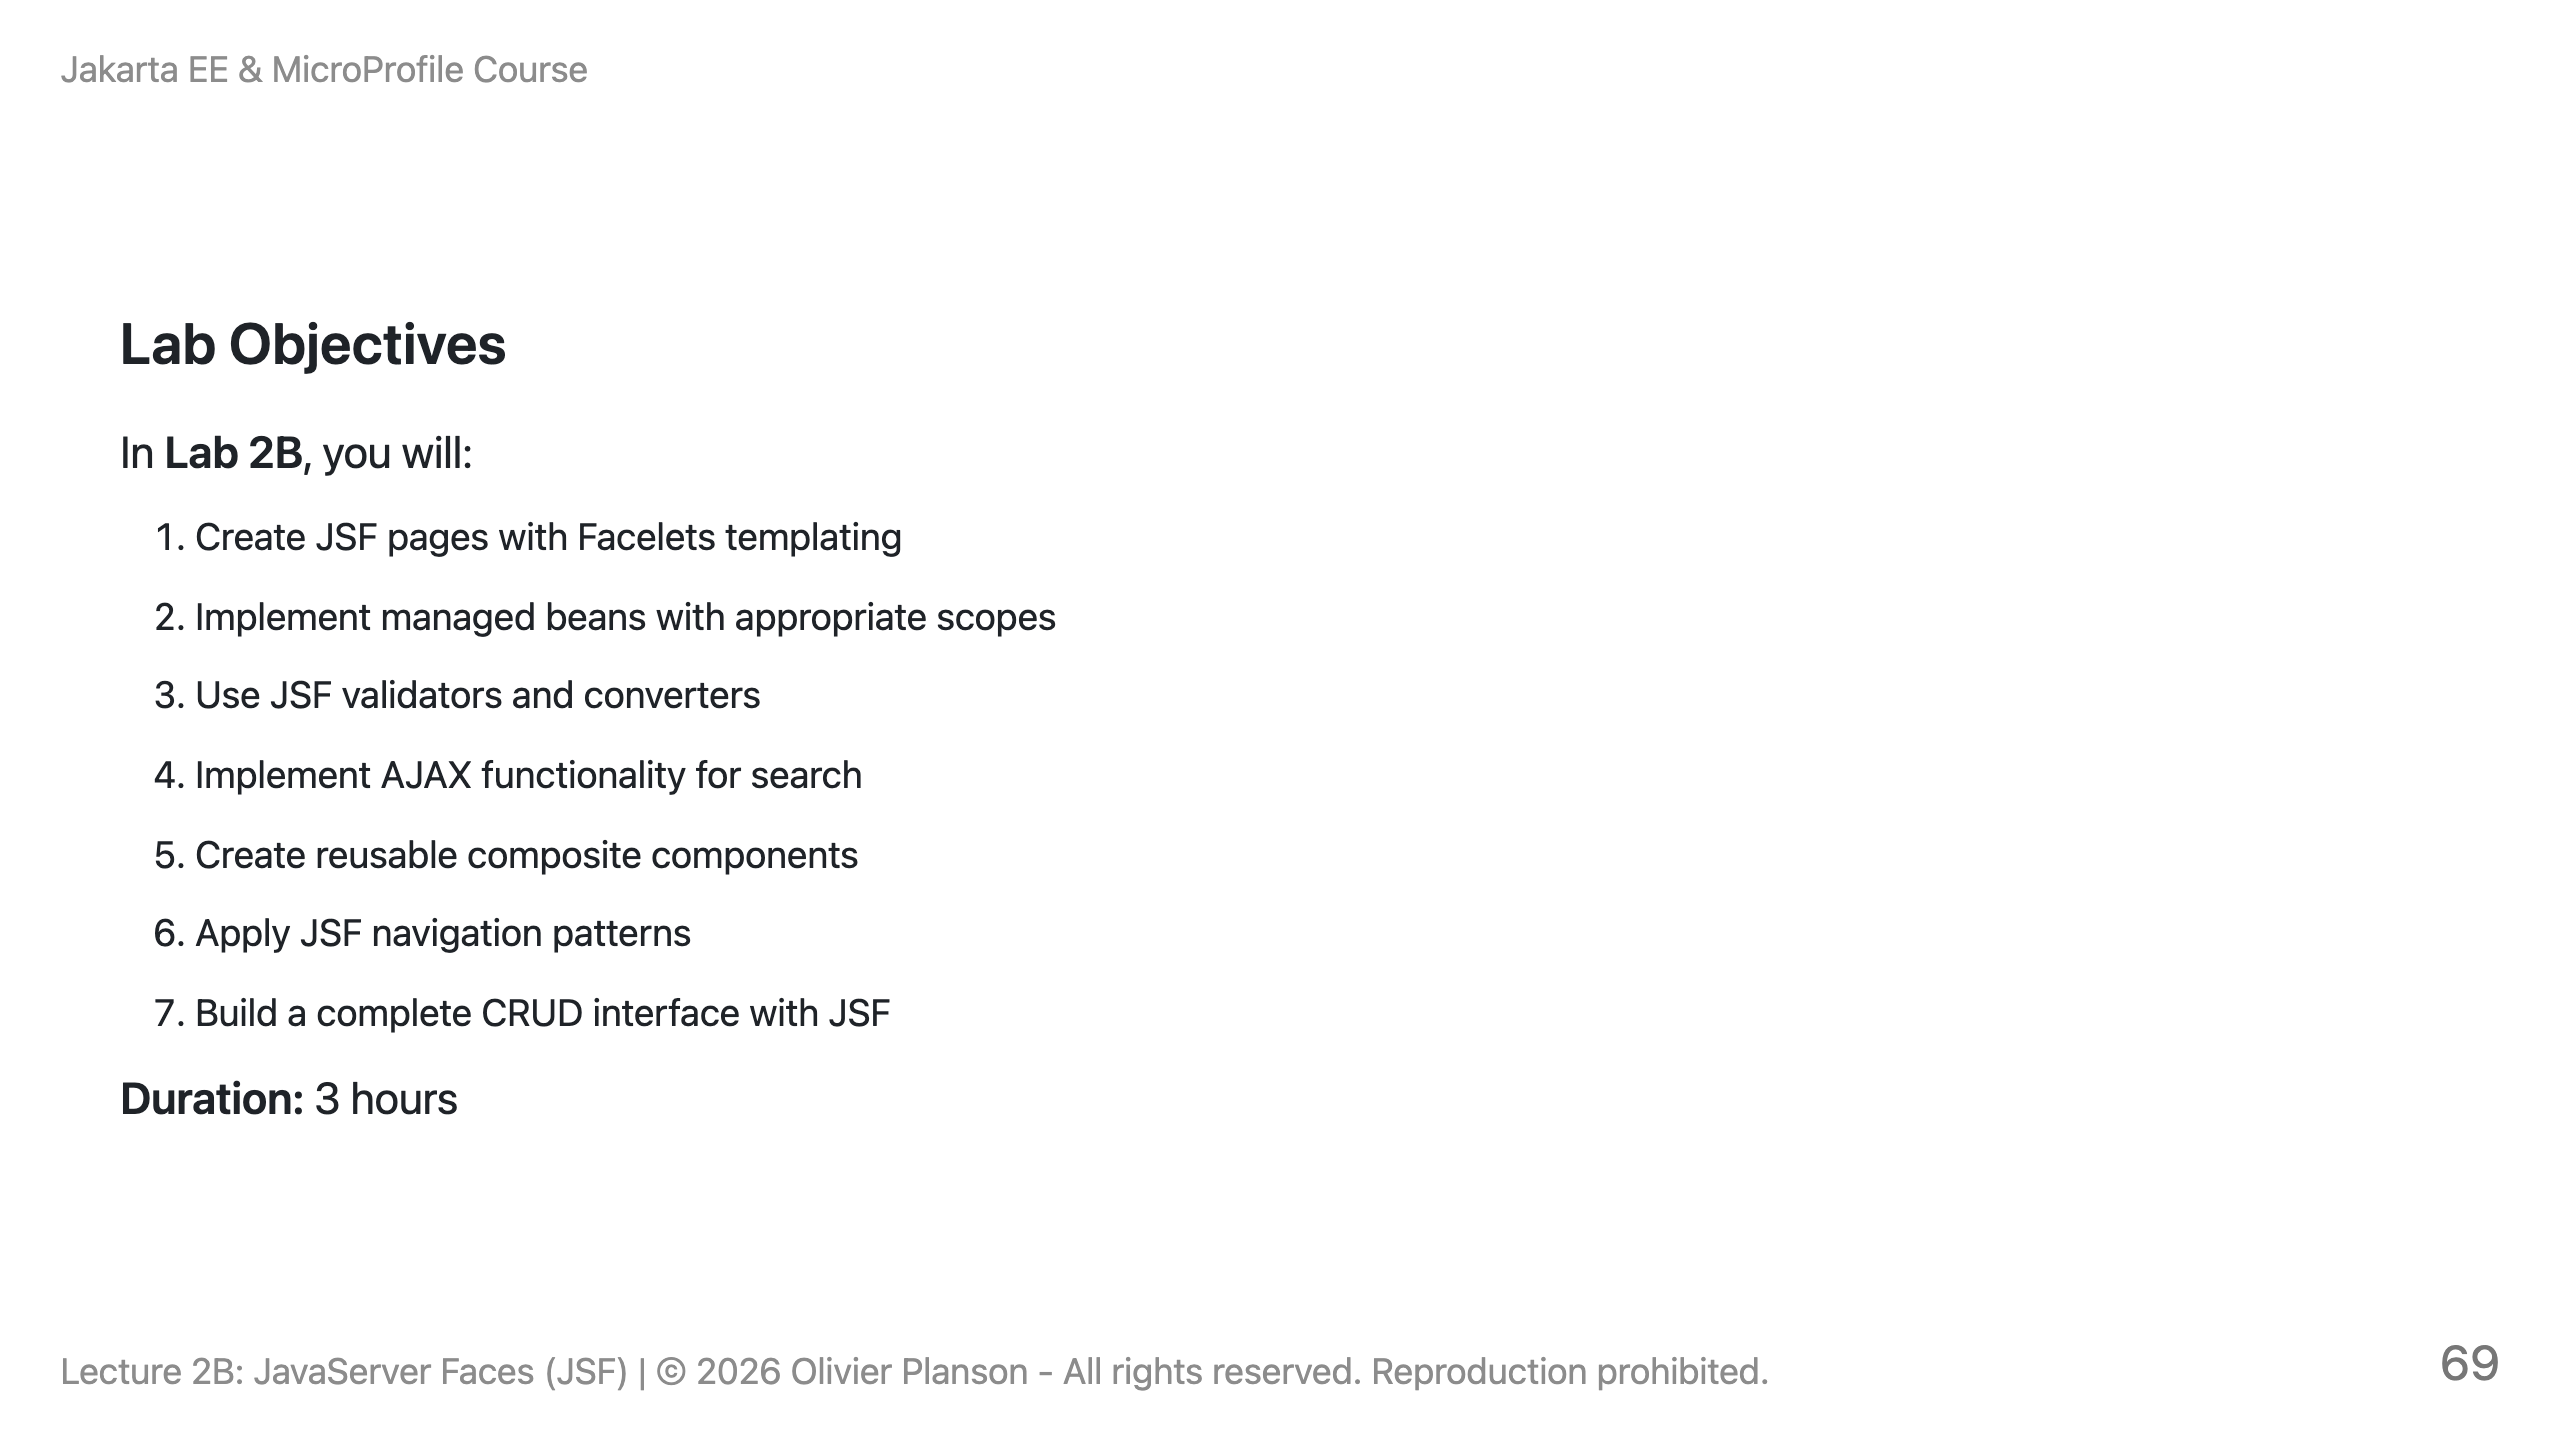 Jakarta EE & MicroProfile Course
Lab Objectives
In Lab 2B, you will:
1. Create JSF pages with Facelets templating
2. Implement managed beans with appropriate scopes
3. Use JSF validators and converters
4. Implement AJAX functionality for search
5. Create reusable composite components
6. Apply JSF navigation patterns
7. Build a complete CRUD interface with JSF
Duration: 3 hours
Lecture 2B: JavaServer Faces (JSF) | © 2026 Olivier Planson - All rights reserved. Reproduction prohibited.
69